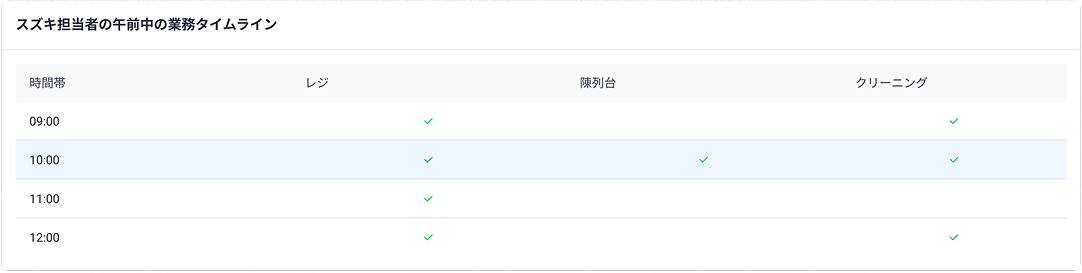 スズキ担当者の午前中の業務タイムライン
時間帯 レジ 陳列台 クリーニング
09:00 ✓ ✓
10:00 ✓ ✓ ✓
11:00 ✓
12:00 ✓ ✓